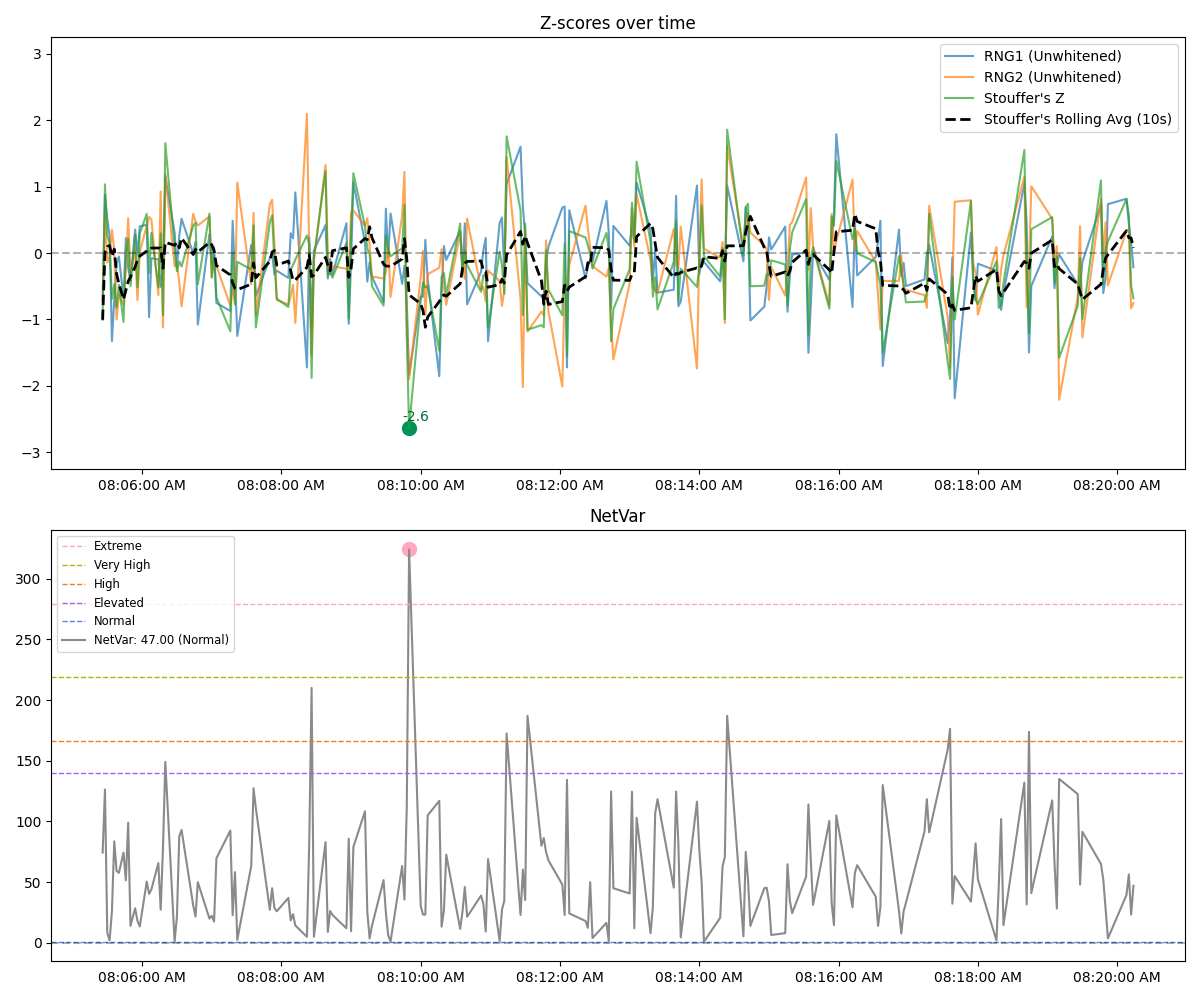 Z-scores over time
3
2
1
0
−1
−2
−3
RNG1 (Unwhitened)
RNG2 (Unwhitened)
Stouffer's Z
Stouffer's Rolling Avg (10s)
-2.6
08:06:00 AM 08:08:00 AM 08:10:00 AM 08:12:00 AM 08:14:00 AM 08:16:00 AM 08:18:00 AM 08:20:00 AM
NetVar
300
250
200
150
100
50
0
Extreme
Very High
High
Elevated
Normal
NetVar: 47.00 (Normal)
08:06:00 AM 08:08:00 AM 08:10:00 AM 08:12:00 AM 08:14:00 AM 08:16:00 AM 08:18:00 AM 08:20:00 AM